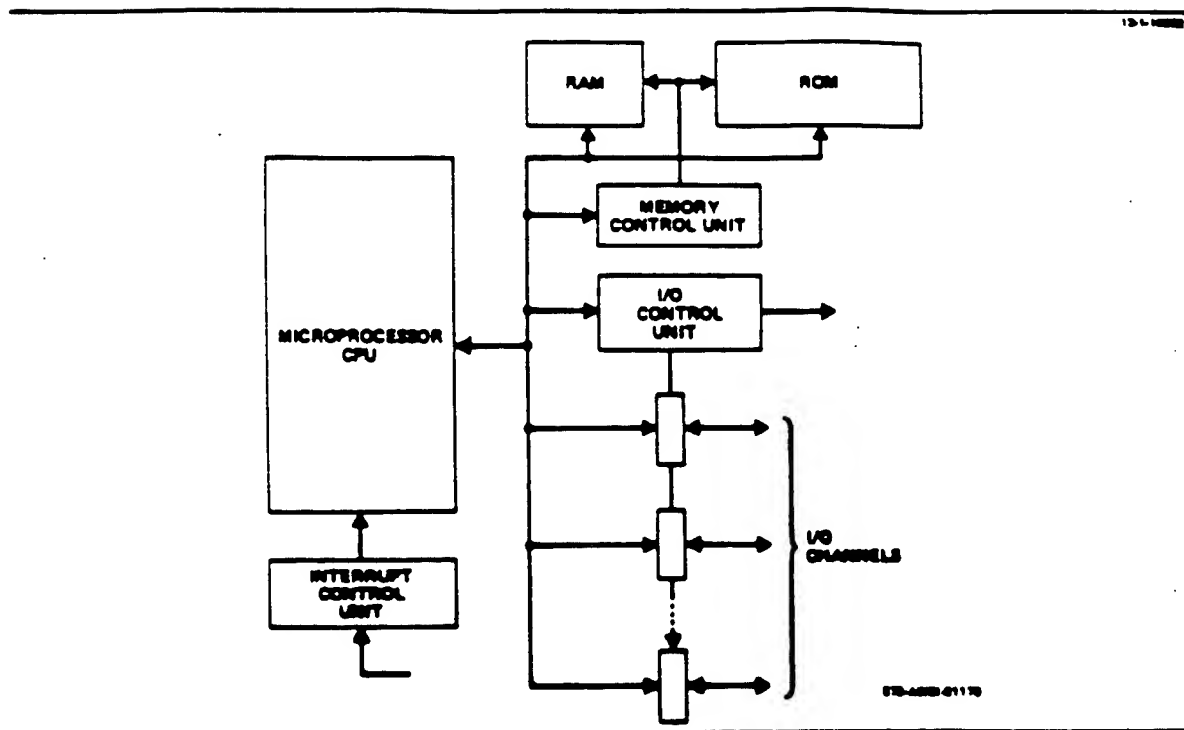 RAM
ROM
MEMORY
CONTROL UNIT
I/O
CONTROL
UNIT
MICROPROCESSOR
CPU
I/O
CHANNELS
INTERRUPT
CONTROL
UNIT